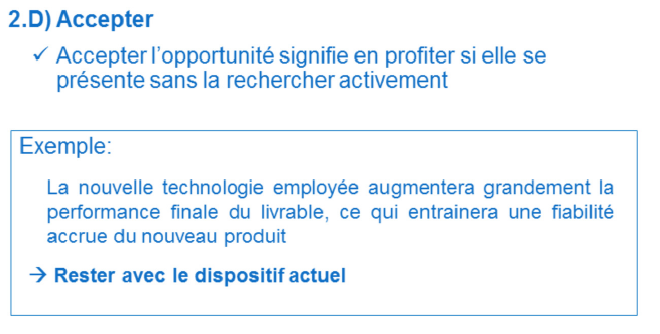 2.D) Accepter
✓ Accepter l'opportunité signifie en profiter si elle se
présente sans la rechercher activement
Exemple:
La nouvelle technologie employée augmentera grandement la
performance finale du livrable, ce qui entrainera une fiabilité
accrue du nouveau produit
→ Rester avec le dispositif actuel